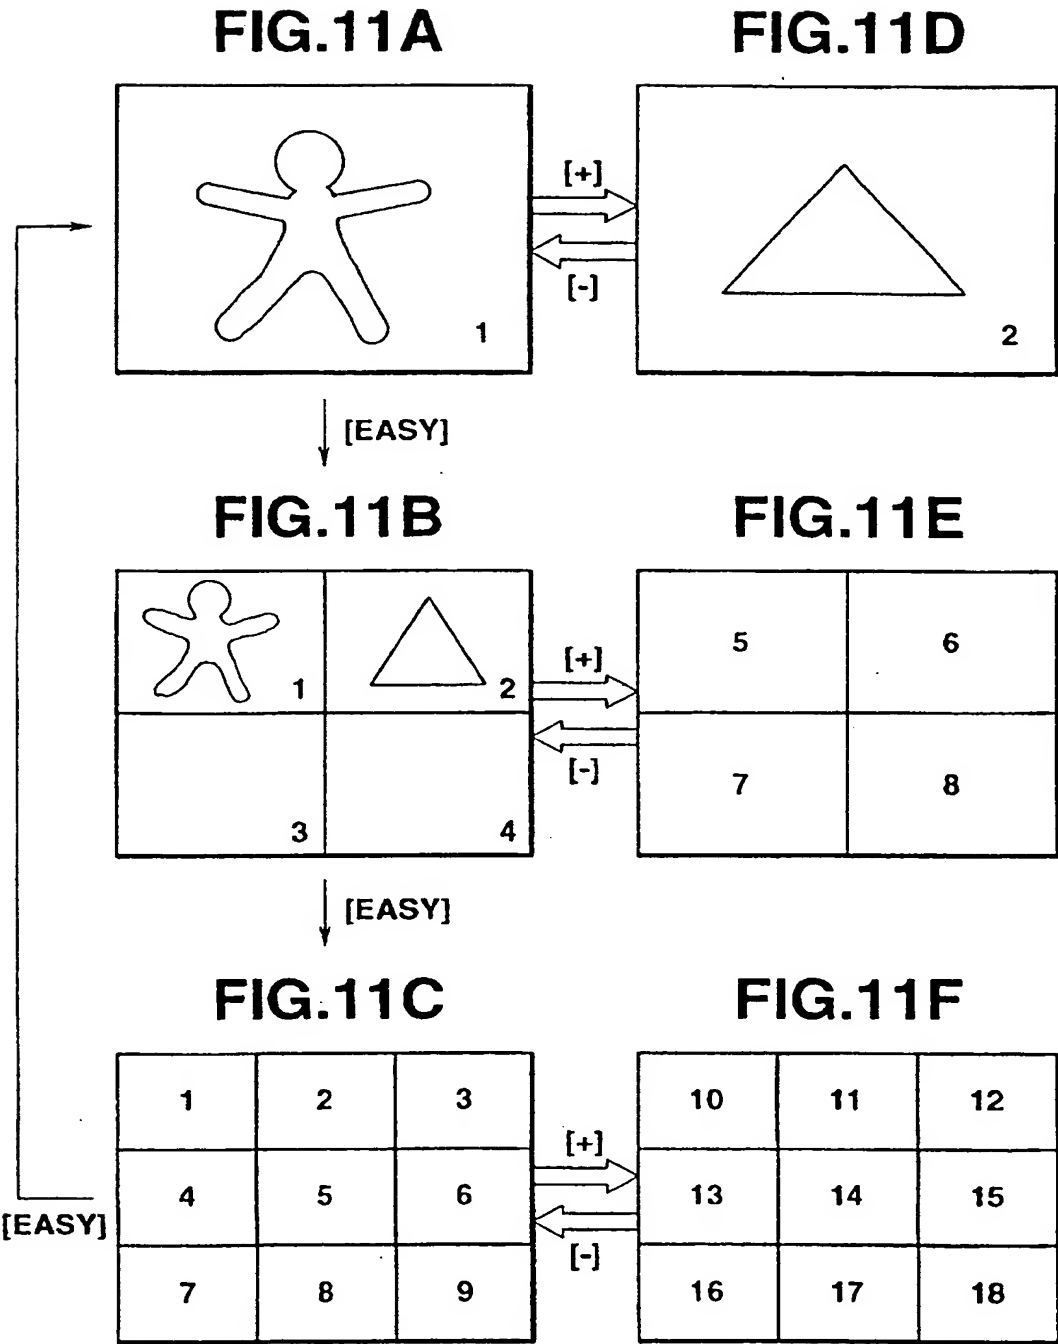 FIG.11A FIG.11D
[+]
[-]
1 2
[EASY]
FIG.11B FIG.11E
5 6
[+]
1 2
[-]
7 8
3 4
[EASY]
FIG.11C FIG.11F
1 2 3 10 11 12
[+]
4 5 6 13 14 15
[EASY]
[-]
7 8 9 16 17 18